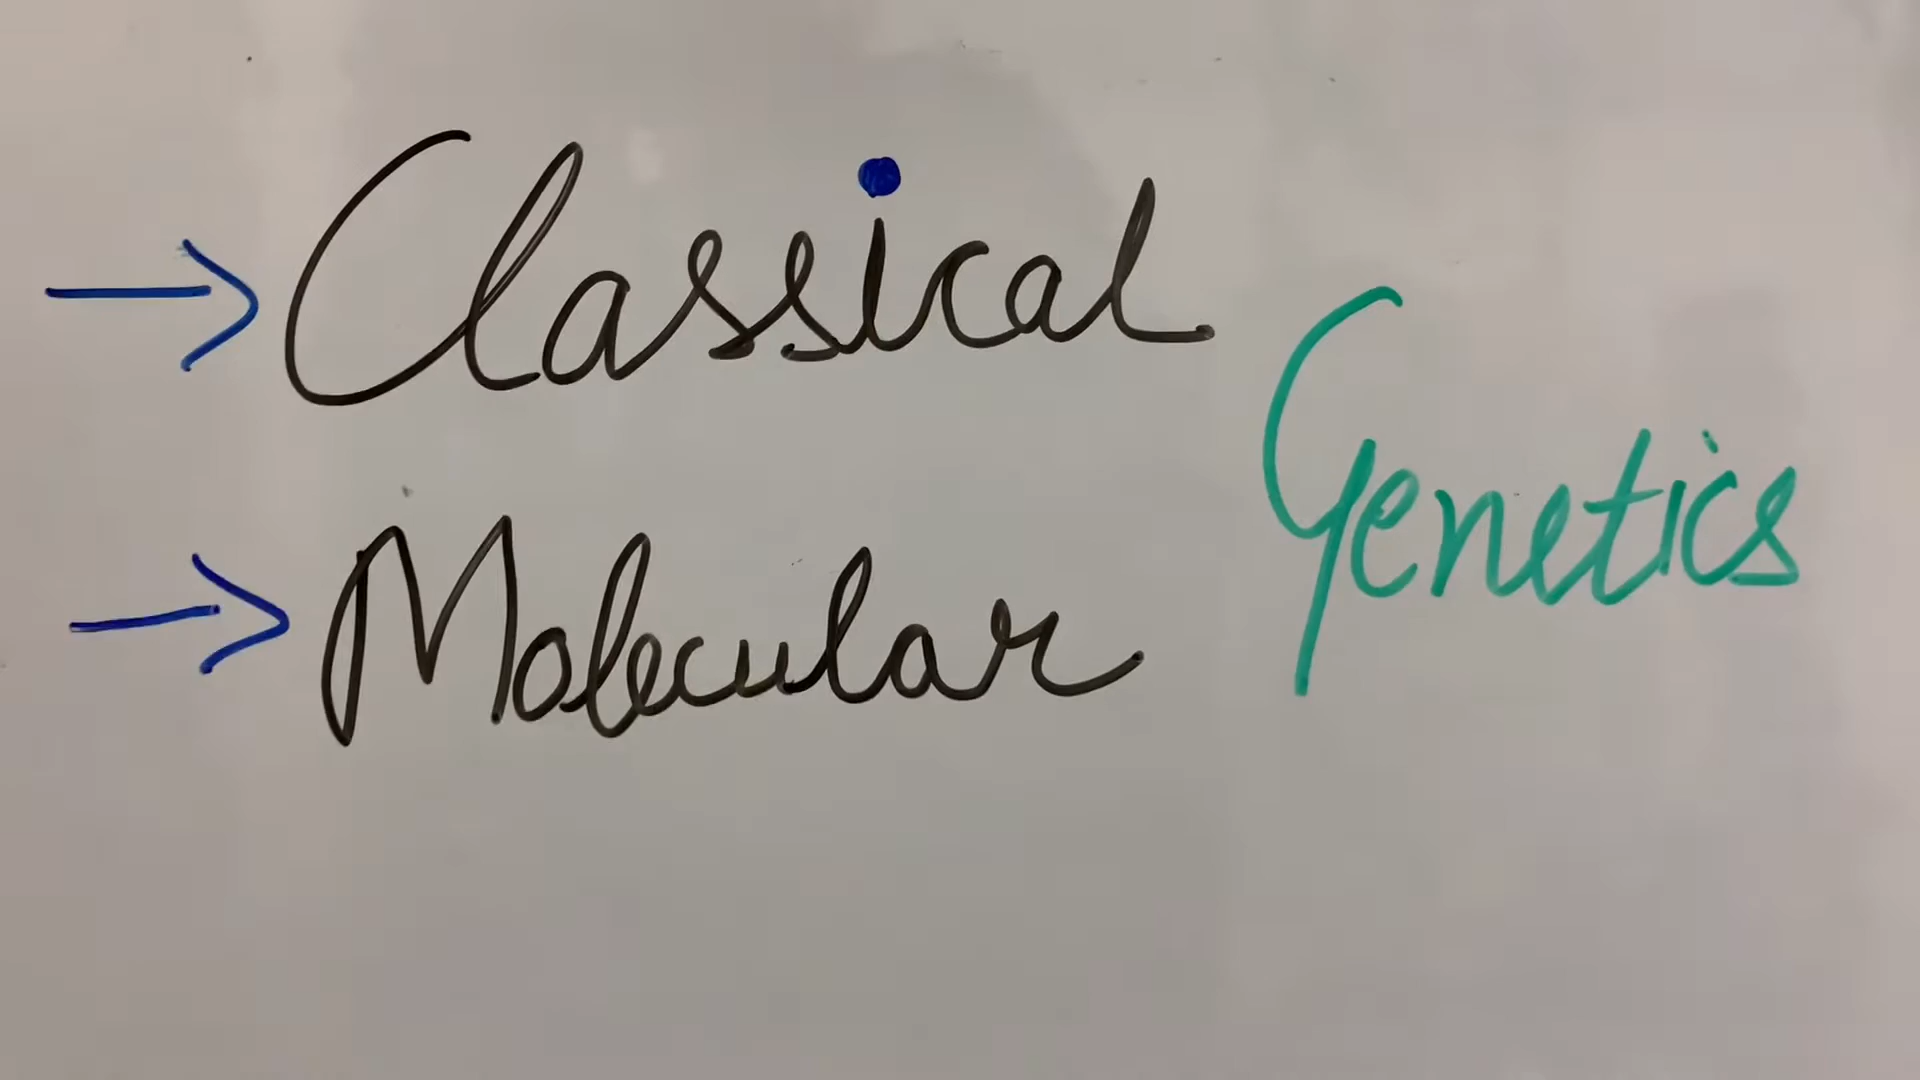 → Classical
Genetics
→ Molecular